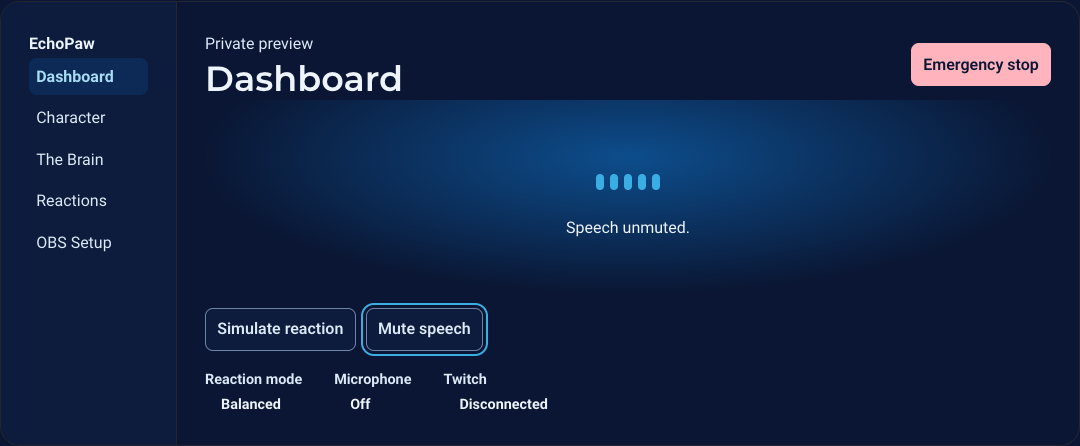 EchoPaw
Dashboard
Character
The Brain
Reactions
OBS Setup
Private preview
Dashboard
Emergency stop
Speech unmuted.
Simulate reaction
Mute speech
Reaction mode
Balanced
Microphone
Off
Twitch
Disconnected